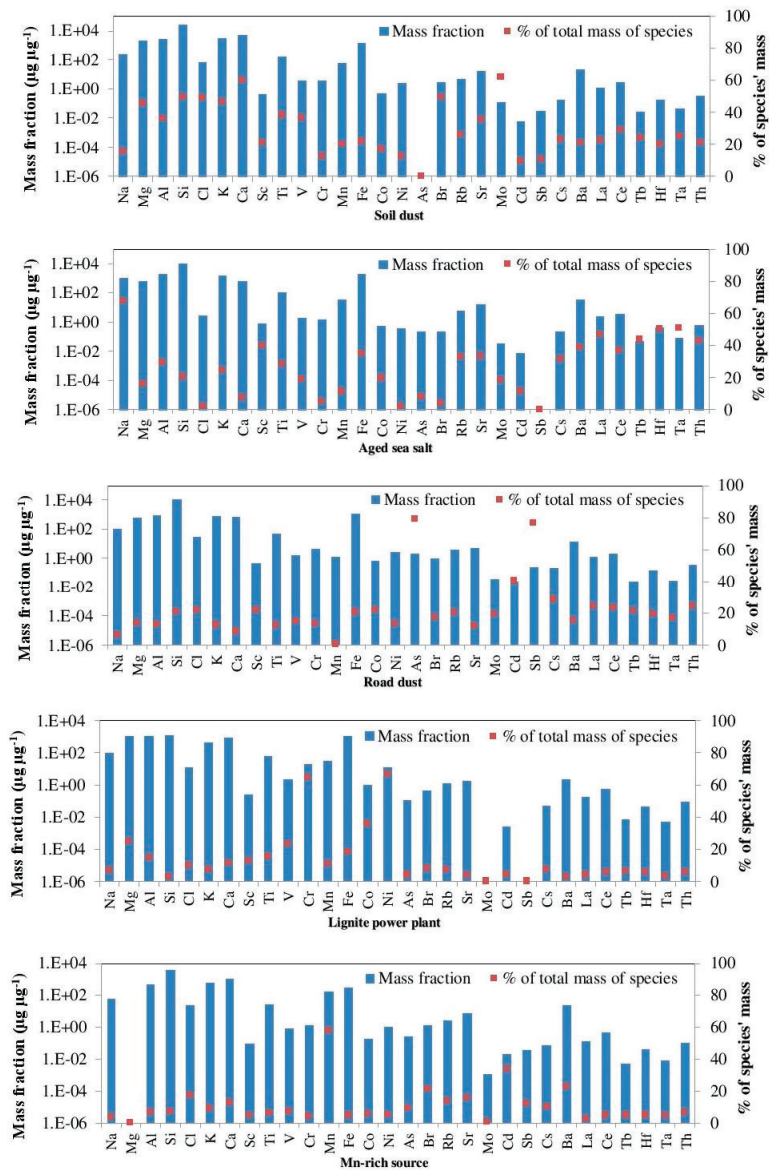 Mass fraction (µg µg⁻¹)
1.E+04
1.E+02
1.E+00
1.E-02
1.E-04
1.E-06
Mass fraction
% of total mass of species
100
80
60
40
20
0
% of species' mass
Na Mg Al Si Cl K Ca Sc Ti V Cr Mn Fe Co Ni As Br Rb Sr Mo Cd Sb Cs Ba La Ce Tb Hf Ta Th
Soil dust
Mass fraction (µg µg⁻¹)
1.E+04
1.E+02
1.E+00
1.E-02
1.E-04
1.E-06
Mass fraction
% of total mass of species
100
80
60
40
20
0
% of species' mass
Na Mg Al Si Cl K Ca Sc Ti V Cr Mn Fe Co Ni As Br Rb Sr Mo Cd Sb Cs Ba La Ce Tb Hf Ta Th
Aged sea salt
Mass fraction (µg µg⁻¹)
1.E+04
1.E+02
1.E+00
1.E-02
1.E-04
1.E-06
Mass fraction
% of total mass of species
100
80
60
40
20
0
% of species' mass
Na Mg Al Si Cl K Ca Sc Ti V Cr Mn Fe Co Ni As Br Rb Sr Mo Cd Sb Cs Ba La Ce Tb Hf Ta Th
Road dust
Mass fraction (µg µg⁻¹)
1.E+04
1.E+02
1.E+00
1.E-02
1.E-04
1.E-06
Mass fraction
% of total mass of species
100
80
60
40
20
0
% of species' mass
Na Mg Al Si Cl K Ca Sc Ti V Cr Mn Fe Co Ni As Br Rb Sr Mo Cd Sb Cs Ba La Ce Tb Hf Ta Th
Lignite power plant
Mass fraction (µg µg⁻¹)
1.E+04
1.E+02
1.E+00
1.E-02
1.E-04
1.E-06
Mass fraction
% of total mass of species
100
80
60
40
20
0
% of species' mass
Na Mg Al Si Cl K Ca Sc Ti V Cr Mn Fe Co Ni As Br Rb Sr Mo Cd Sb Cs Ba La Ce Tb Hf Ta Th
Mn-rich source